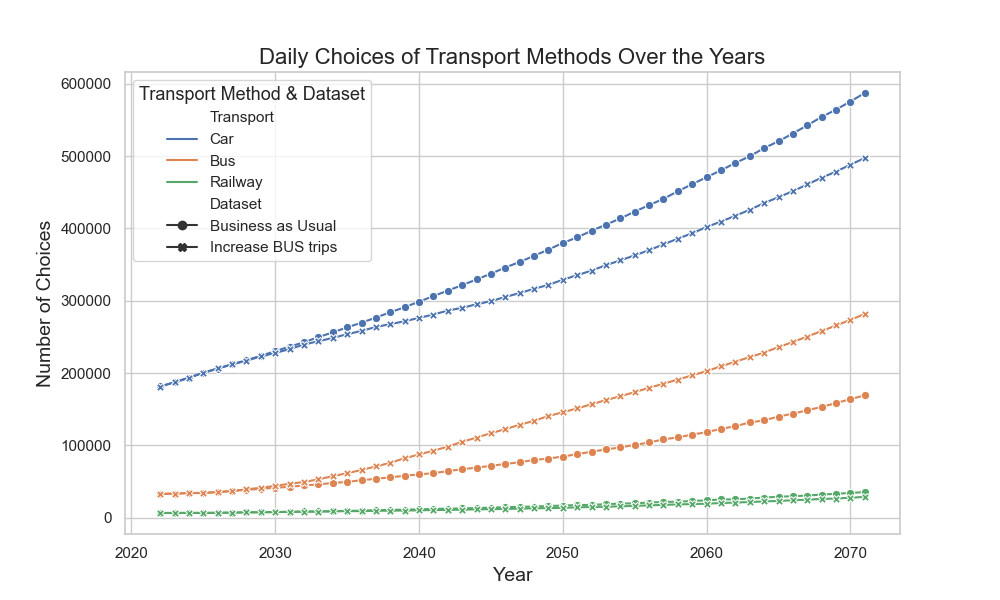 Daily Choices of Transport Methods Over the Years
Transport Method & Dataset
Transport
Car
Bus
Railway
Dataset
Business as Usual
Increase BUS trips
Number of Choices
600000
500000
400000
300000
200000
100000
0
2020 2030 2040 2050 2060 2070
Year